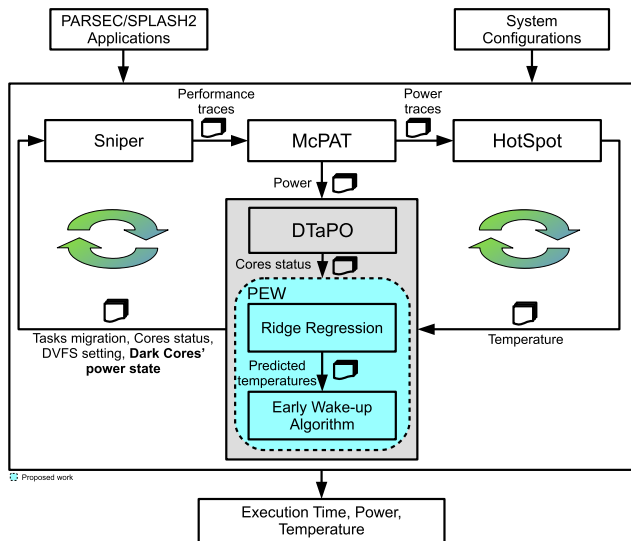 PARSEC/SPLASH2
Applications
System
Configurations
Performance
traces
Power
traces
Sniper
McPAT
HotSpot
Power
DTaPO
Cores status
PEW
Ridge Regression
Predicted
temperatures
Early Wake-up
Algorithm
Tasks migration, Cores status,
DVFS setting, Dark Cores'
power state
Temperature
Proposed work
Execution Time, Power,
Temperature